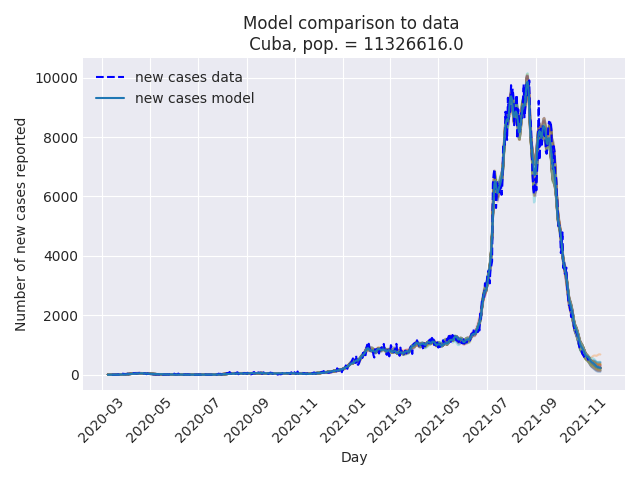 Model comparison to data
Cuba, pop. = 11326616.0
new cases data
new cases model
Number of new cases reported
10000
8000
6000
4000
2000
0
2020-03
2020-05
2020-07
2020-09
2020-11
2021-01
2021-03
2021-05
2021-07
2021-09
2021-11
Day